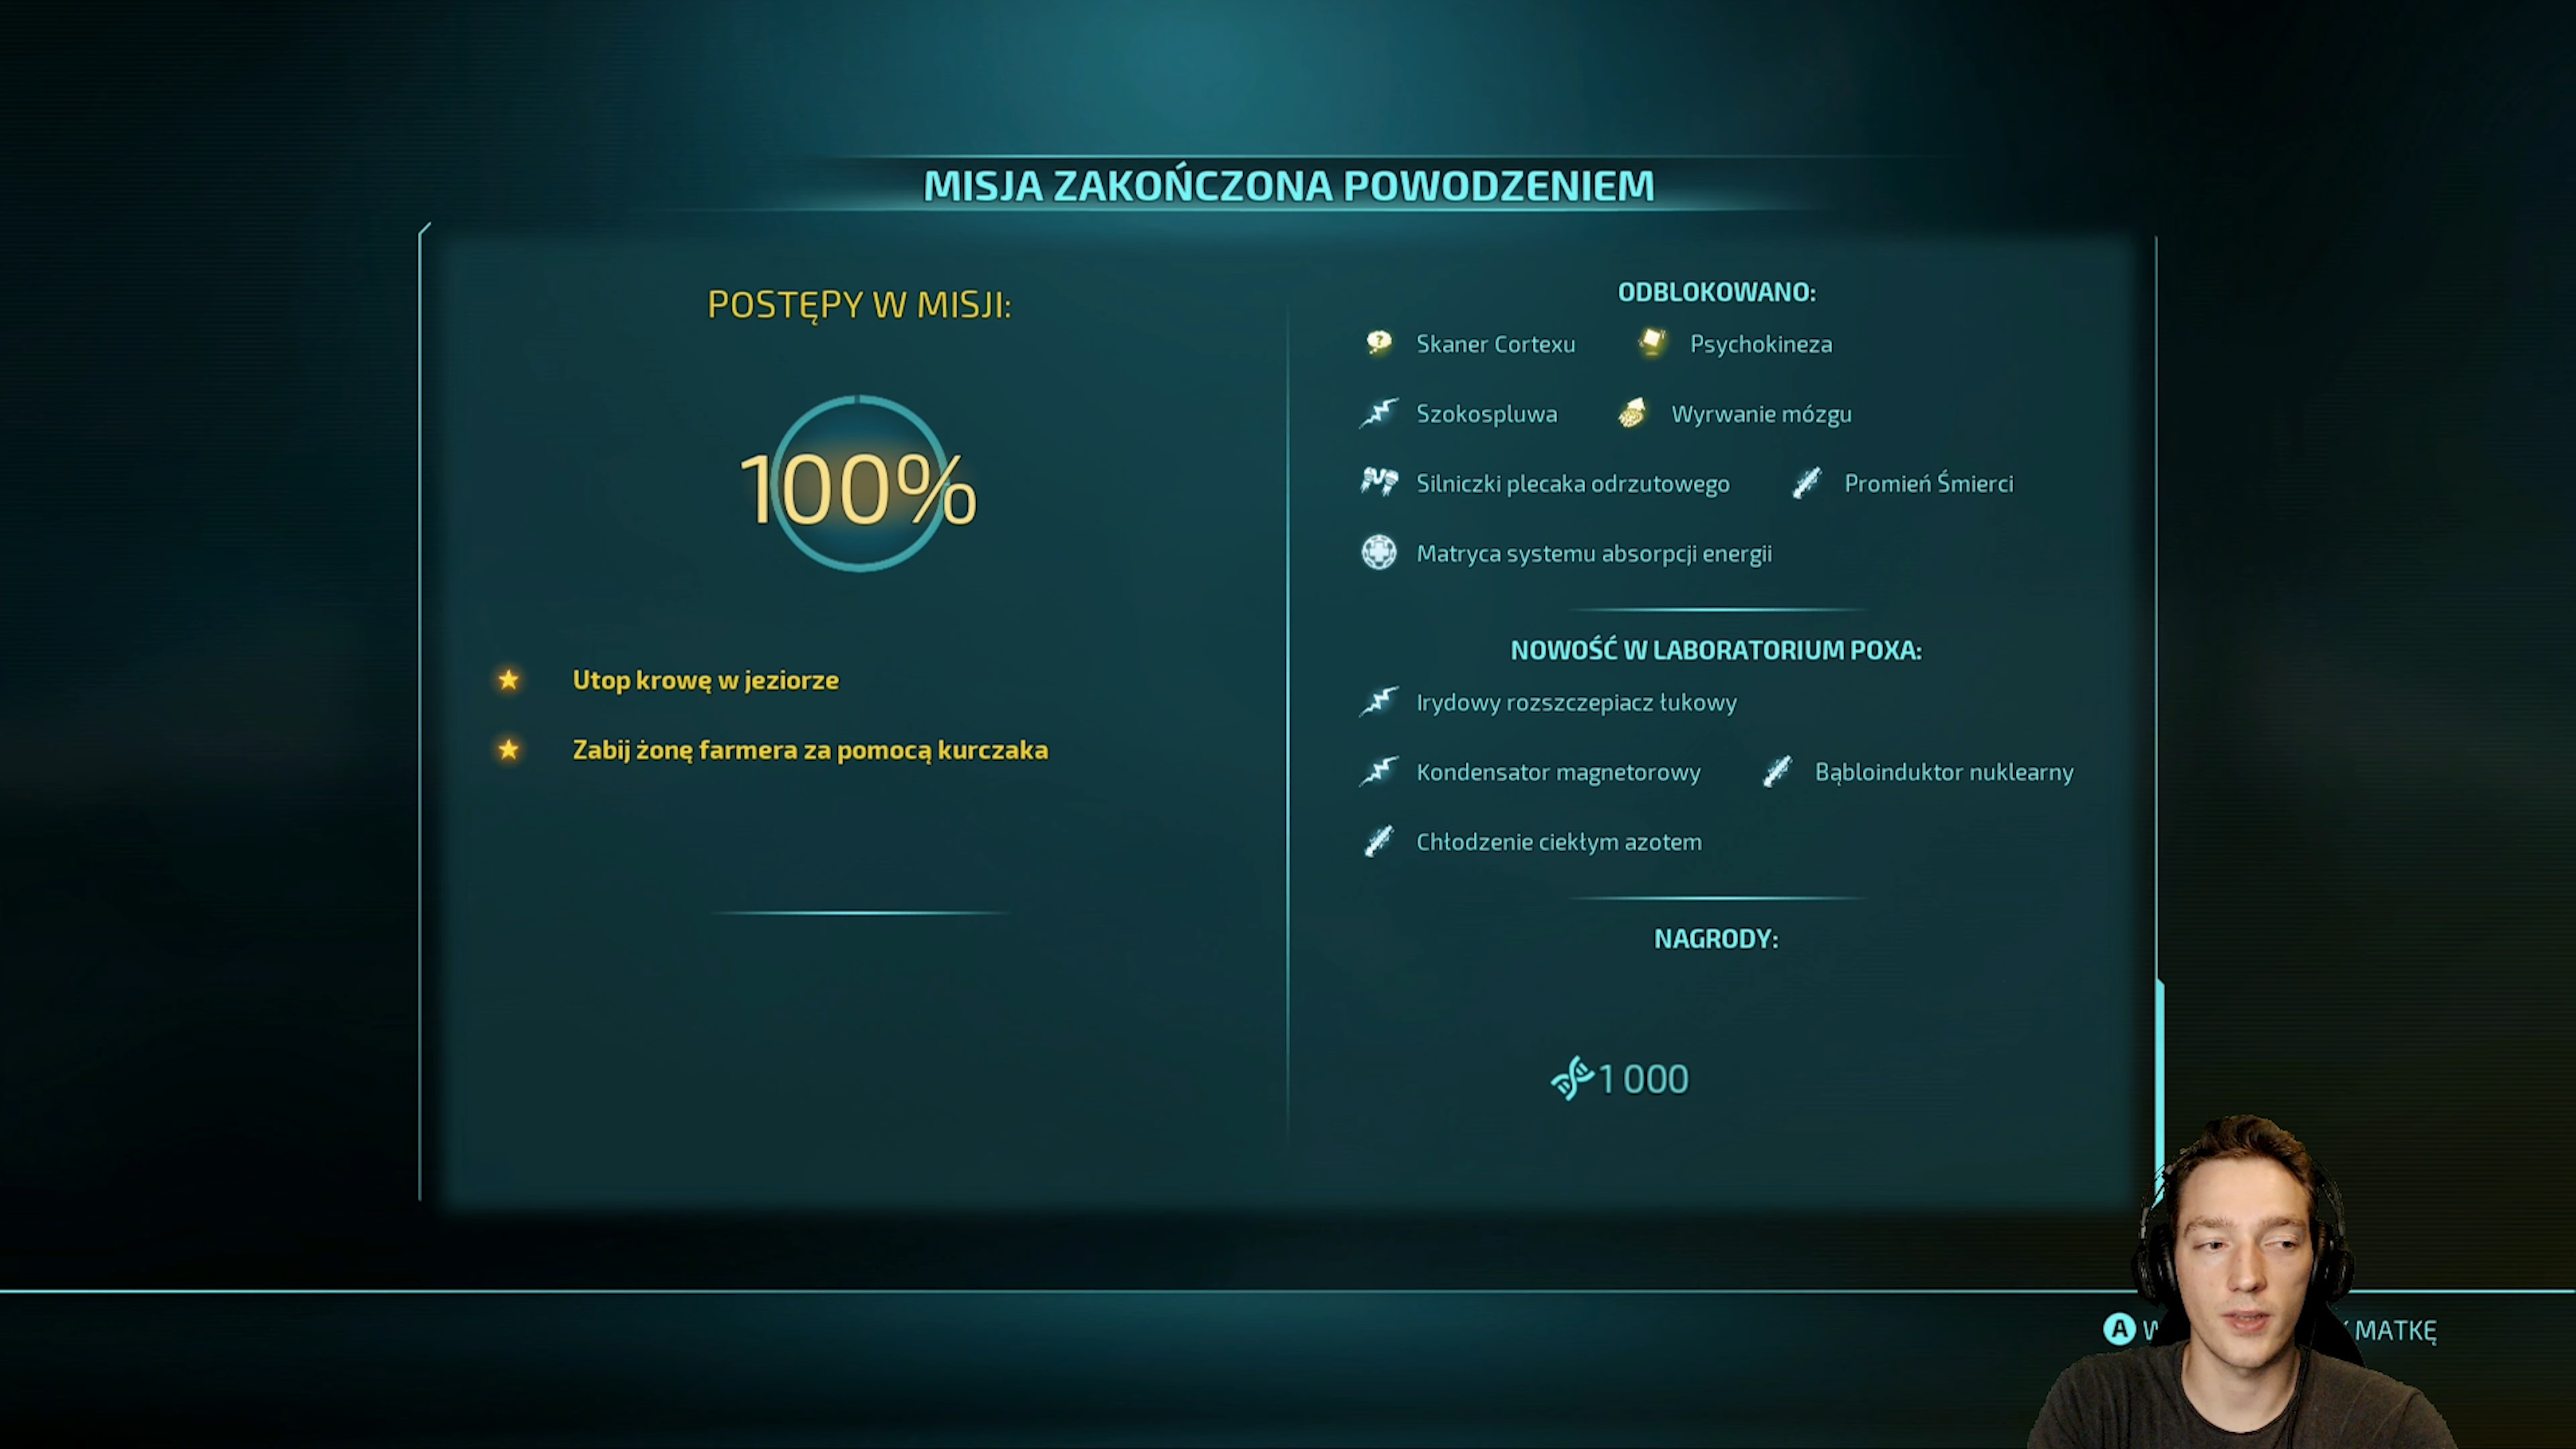 MISJA ZAKOŃCZONA POWODZENIEM
POSTĘPY W MISJI:
100%
Utop krowę w jeziorze
Zabij żonę farmera za pomocą kurczaka
ODBLOKOWANO:
Skaner Cortexu Psychokineza
Szokospluwa Wyrwanie mózgu
Silniczki plecaka odrzutowego Promień Śmierci
Matryca systemu absorpcji energii
NOWOŚĆ W LABORATORIUM POXA:
Irydowy rozszczepiacz łukowy
Kondensator magnetorowy Bąbloinduktor nuklearny
Chłodzenie ciekłym azotem
NAGRODY:
1 000
A MATKĘ